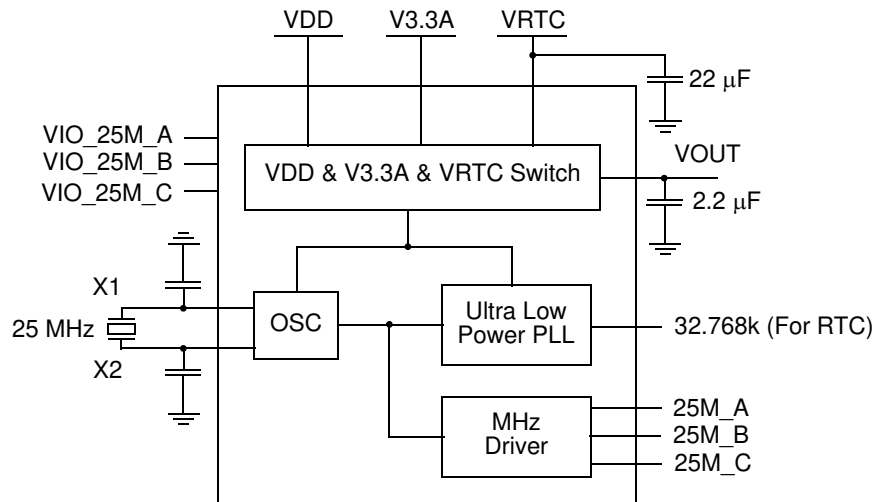 VDD V3.3A VRTC
22 μF
VIO_25M_A
VIO_25M_B
VIO_25M_C
VDD & V3.3A & VRTC Switch
VOUT
2.2 μF
X1
25 MHz
X2
OSC
Ultra Low
Power PLL
32.768k (For RTC)
MHz
Driver
25M_A
25M_B
25M_C